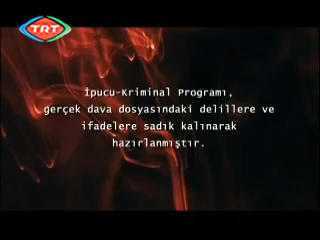 TRT
İpucu-Kriminal Programı,
gerçek dava dosyasındaki delillere ve
ifadelere sadık kalınarak
hazırlanmıştır.